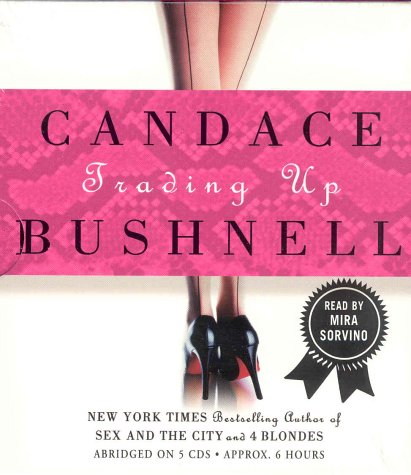 CANDACE
Trading Up
BUSHNELL
READ BY
MIRA
SORVINO
NEW YORK TIMES Bestselling Author of
SEX AND THE CITY and 4 BLONDES
ABRIDGED ON 5 CDS • APPROX. 6 HOURS